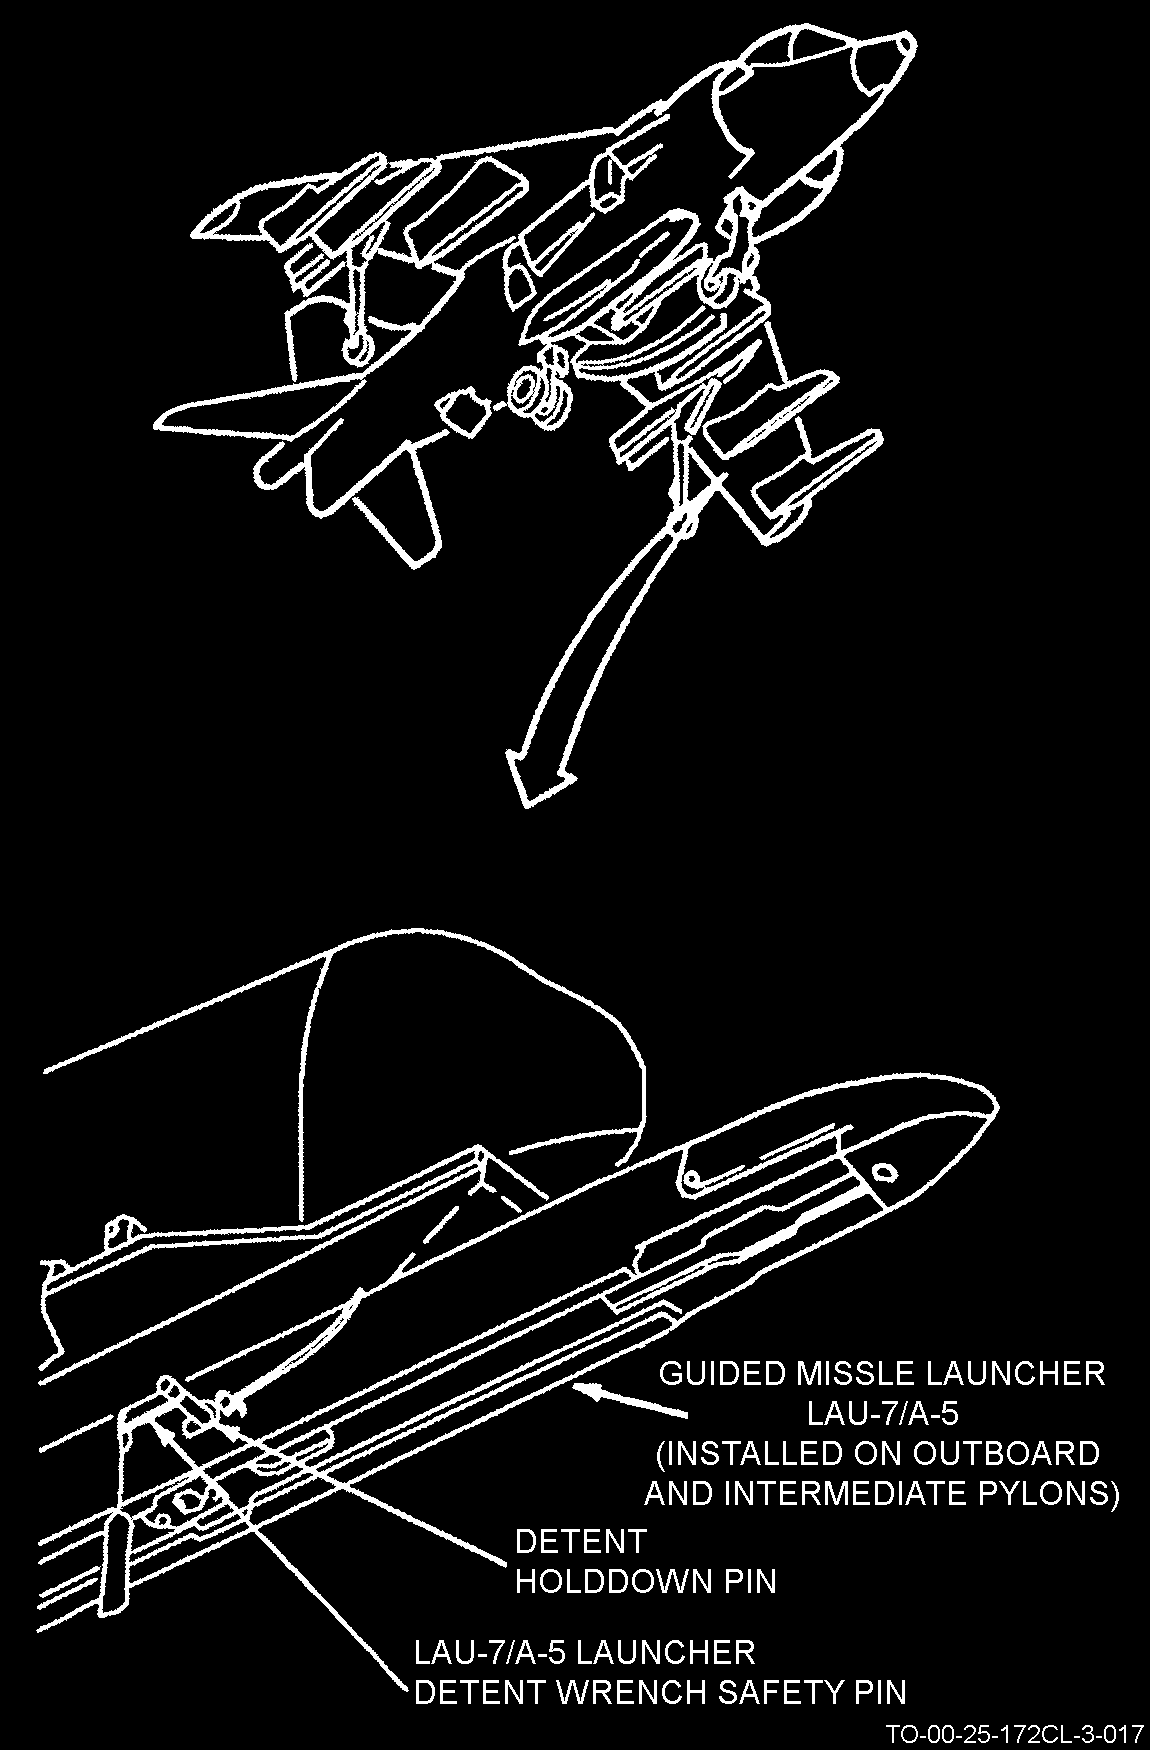 GUIDED MISSLE LAUNCHER
LAU-7/A-5
(INSTALLED ON OUTBOARD
AND INTERMEDIATE PYLONS)
DETENT
HOLDDOWN PIN
LAU-7/A-5 LAUNCHER
DETENT WRENCH SAFETY PIN
TO-00-25-172CL-3-017